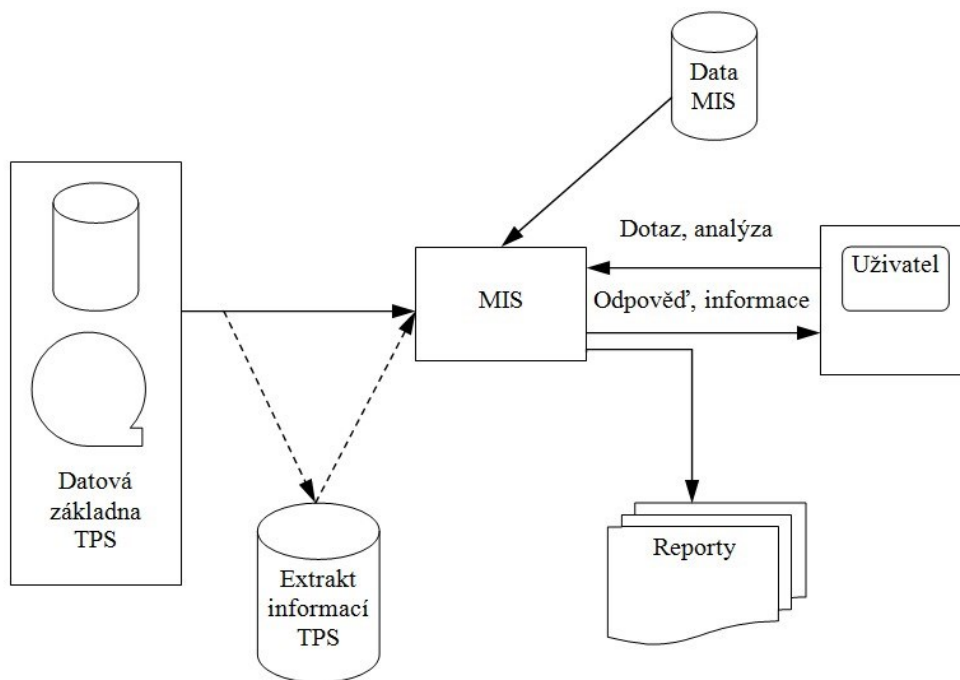 Data
MIS
Dotaz, analýza
Uživatel
MIS
Odpověď, informace
Datová
základna
TPS
Extrakt
informací
TPS
Reporty